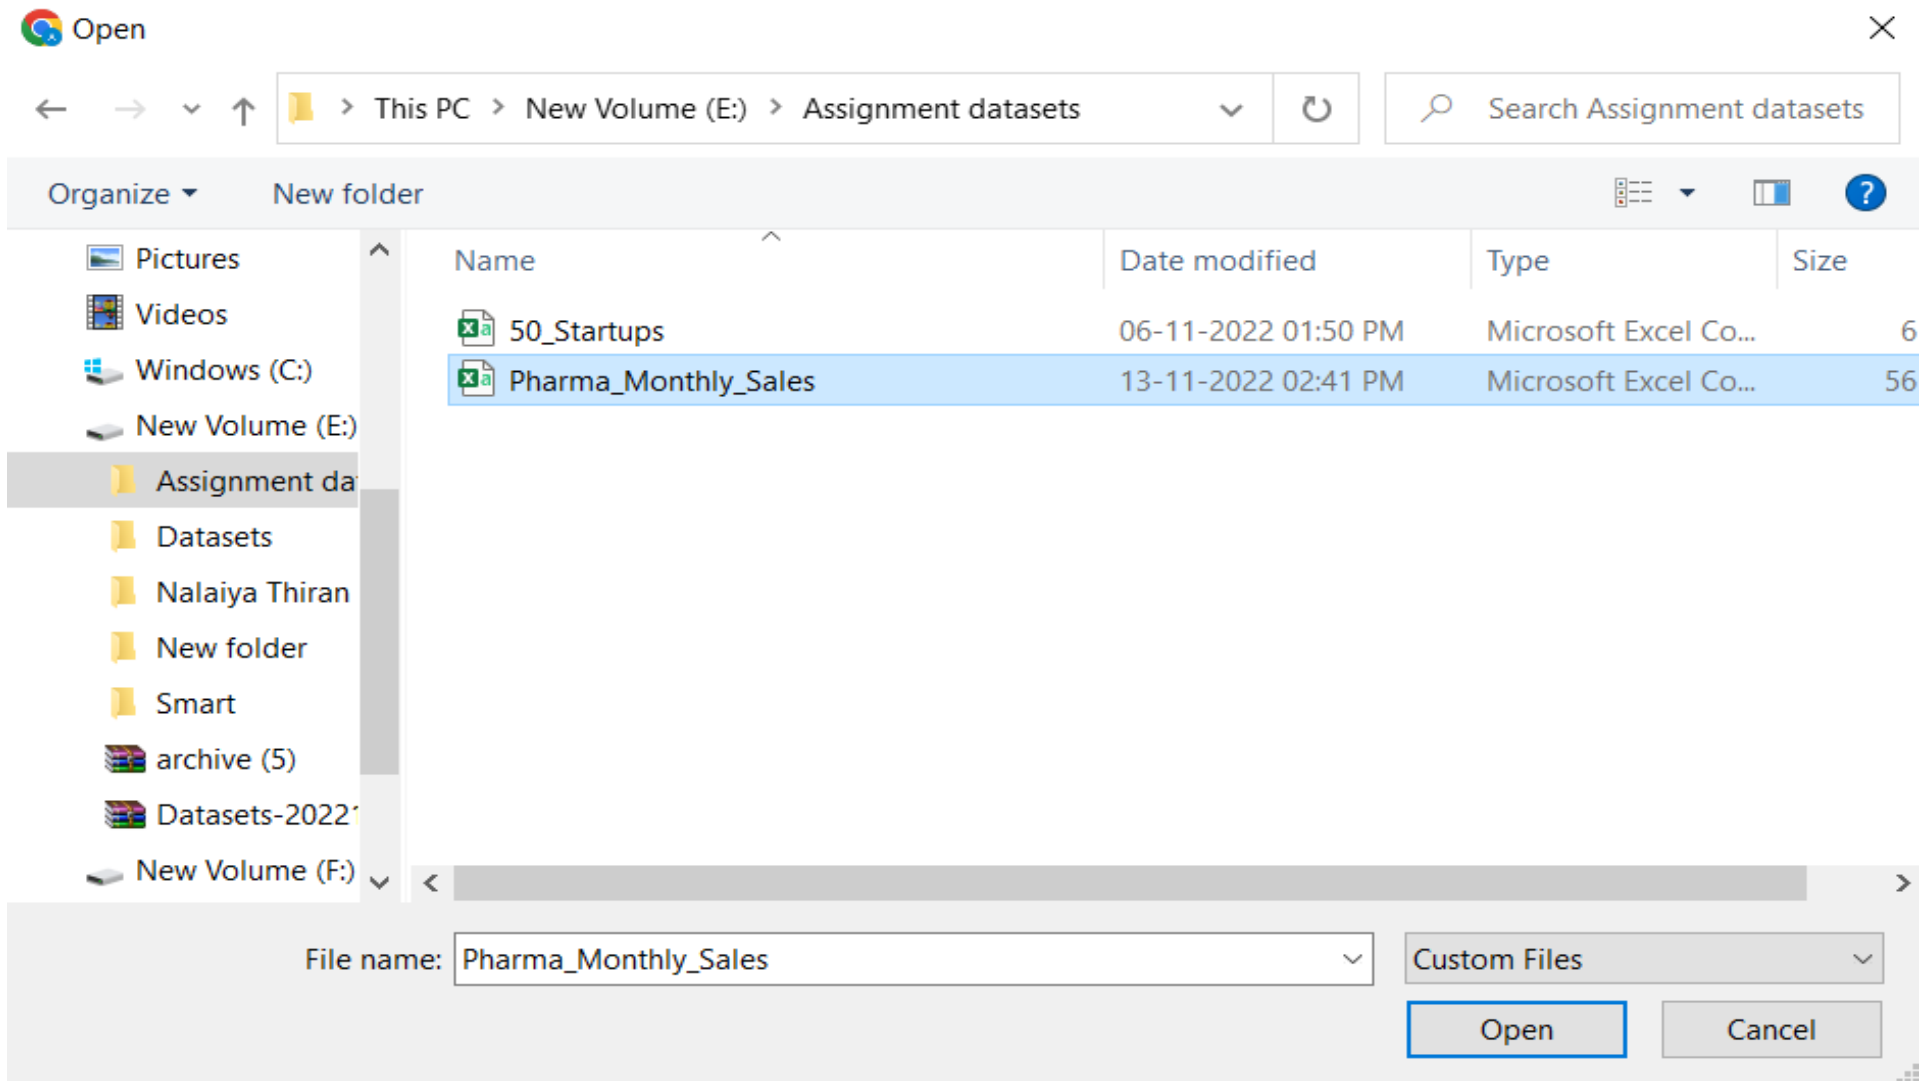 Open
This PC > New Volume (E:) > Assignment datasets
Search Assignment datasets
Organize
New folder
Pictures
Videos
Windows (C:)
New Volume (E:)
Assignment da
Datasets
Nalaiya Thiran
New folder
Smart
archive (5)
Datasets-2022
New Volume (F:)
Name Date modified Type Size
50_Startups 06-11-2022 01:50 PM Microsoft Excel Co... 6
Pharma_Monthly_Sales 13-11-2022 02:41 PM Microsoft Excel Co... 56
File name: Pharma_Monthly_Sales
Custom Files
Open Cancel